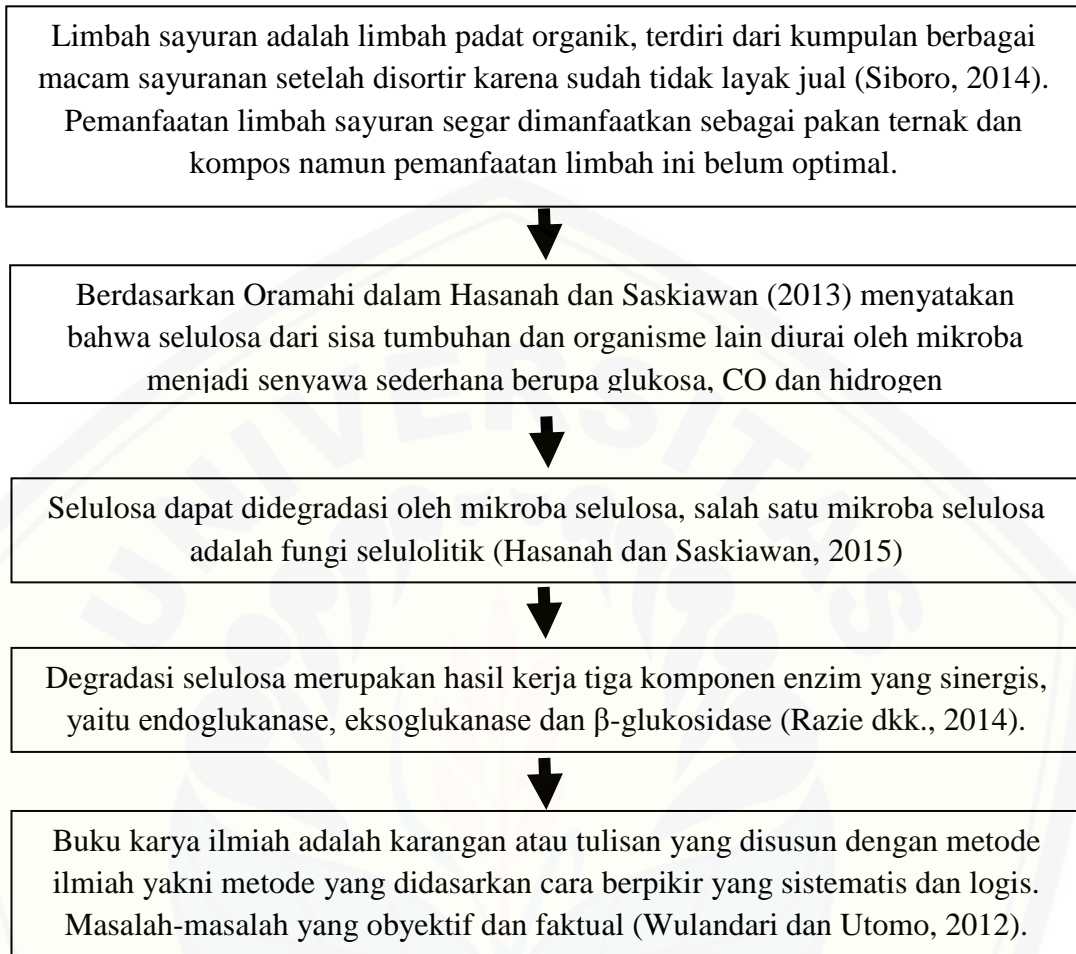 Limbah sayuran adalah limbah padat organik, terdiri dari kumpulan berbagai
macam sayuranan setelah disortir karena sudah tidak layak jual (Siboro, 2014).
Pemanfaatan limbah sayuran segar dimanfaatkan sebagai pakan ternak dan
kompos namun pemanfaatan limbah ini belum optimal.
Berdasarkan Oramahi dalam Hasanah dan Saskiawan (2013) menyatakan
bahwa selulosa dari sisa tumbuhan dan organisme lain diurai oleh mikroba
menjadi senyawa sederhana berupa glukosa, CO dan hidrogen
Selulosa dapat didegradasi oleh mikroba selulosa, salah satu mikroba selulosa
adalah fungi selulolitik (Hasanah dan Saskiawan, 2015)
Degradasi selulosa merupakan hasil kerja tiga komponen enzim yang sinergis,
yaitu endoglukanase, eksoglukanase dan β-glukosidase (Razie dkk., 2014).
Buku karya ilmiah adalah karangan atau tulisan yang disusun dengan metode
ilmiah yakni metode yang didasarkan cara berpikir yang sistematis dan logis.
Masalah-masalah yang obyektif dan faktual (Wulandari dan Utomo, 2012).
UNIVERSITAS